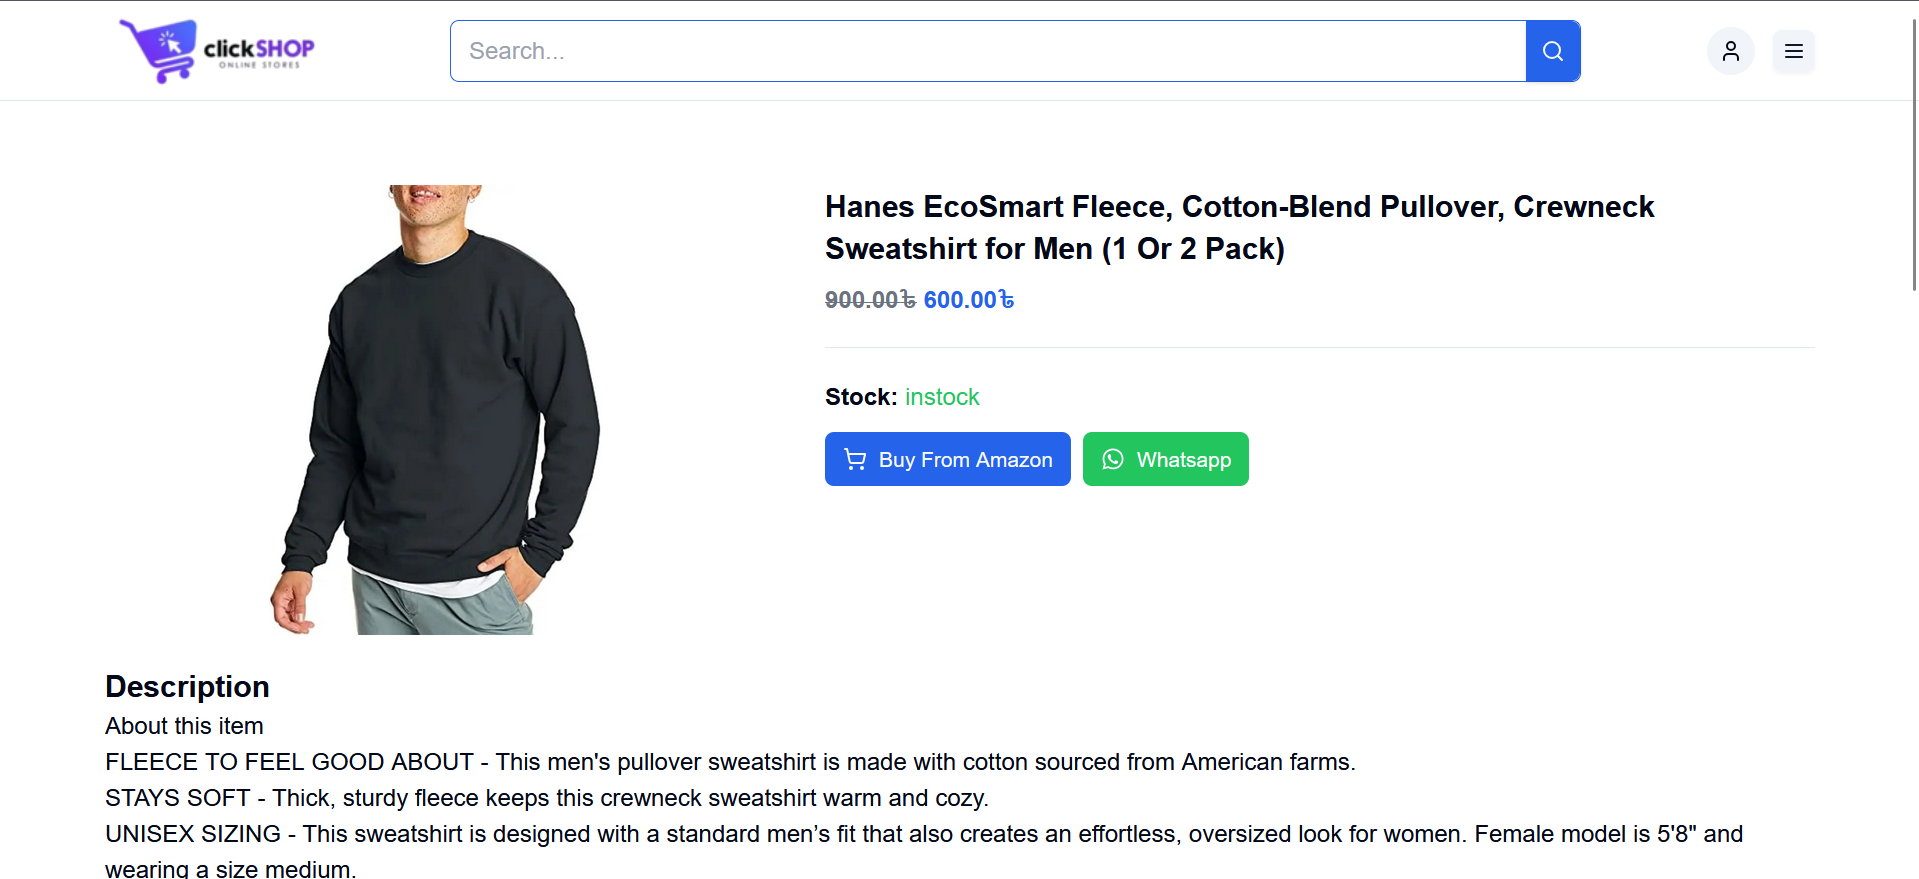 clickSHOP
ONLINE STORES
Search...
Hanes EcoSmart Fleece, Cotton-Blend Pullover, Crewneck
Sweatshirt for Men (1 Or 2 Pack)
900.00৳ 600.00৳
Stock: instock
Buy From Amazon
Whatsapp
Description
About this item
FLEECE TO FEEL GOOD ABOUT - This men's pullover sweatshirt is made with cotton sourced from American farms.
STAYS SOFT - Thick, sturdy fleece keeps this crewneck sweatshirt warm and cozy.
UNISEX SIZING - This sweatshirt is designed with a standard men’s fit that also creates an effortless, oversized look for women. Female model is 5'8" and
wearing a size medium.